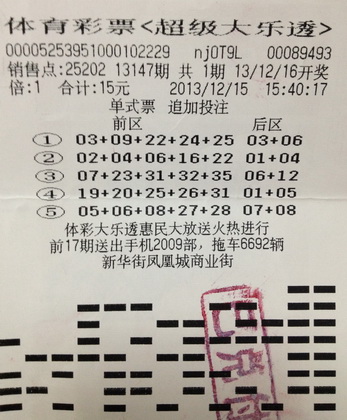 体育彩票<超级大乐透>
00005253951000102229 nj0T9L 00089493
销售点:25202 13147期 共 1期 13/12/16开奖
倍:1 合计:15元 2013/12/15 15:40:17
单式票 追加投注
前区 后区
① 03+09+22+24+25 03+06
② 02+04+06+16+22 01+04
③ 07+23+31+32+35 06+12
④ 19+20+25+26+31 01+05
⑤ 05+06+08+27+28 07+08
体彩大乐透惠民大放送火热进行
前17期送出手机2009部，拖车6692辆
新华街凤凰城商业街